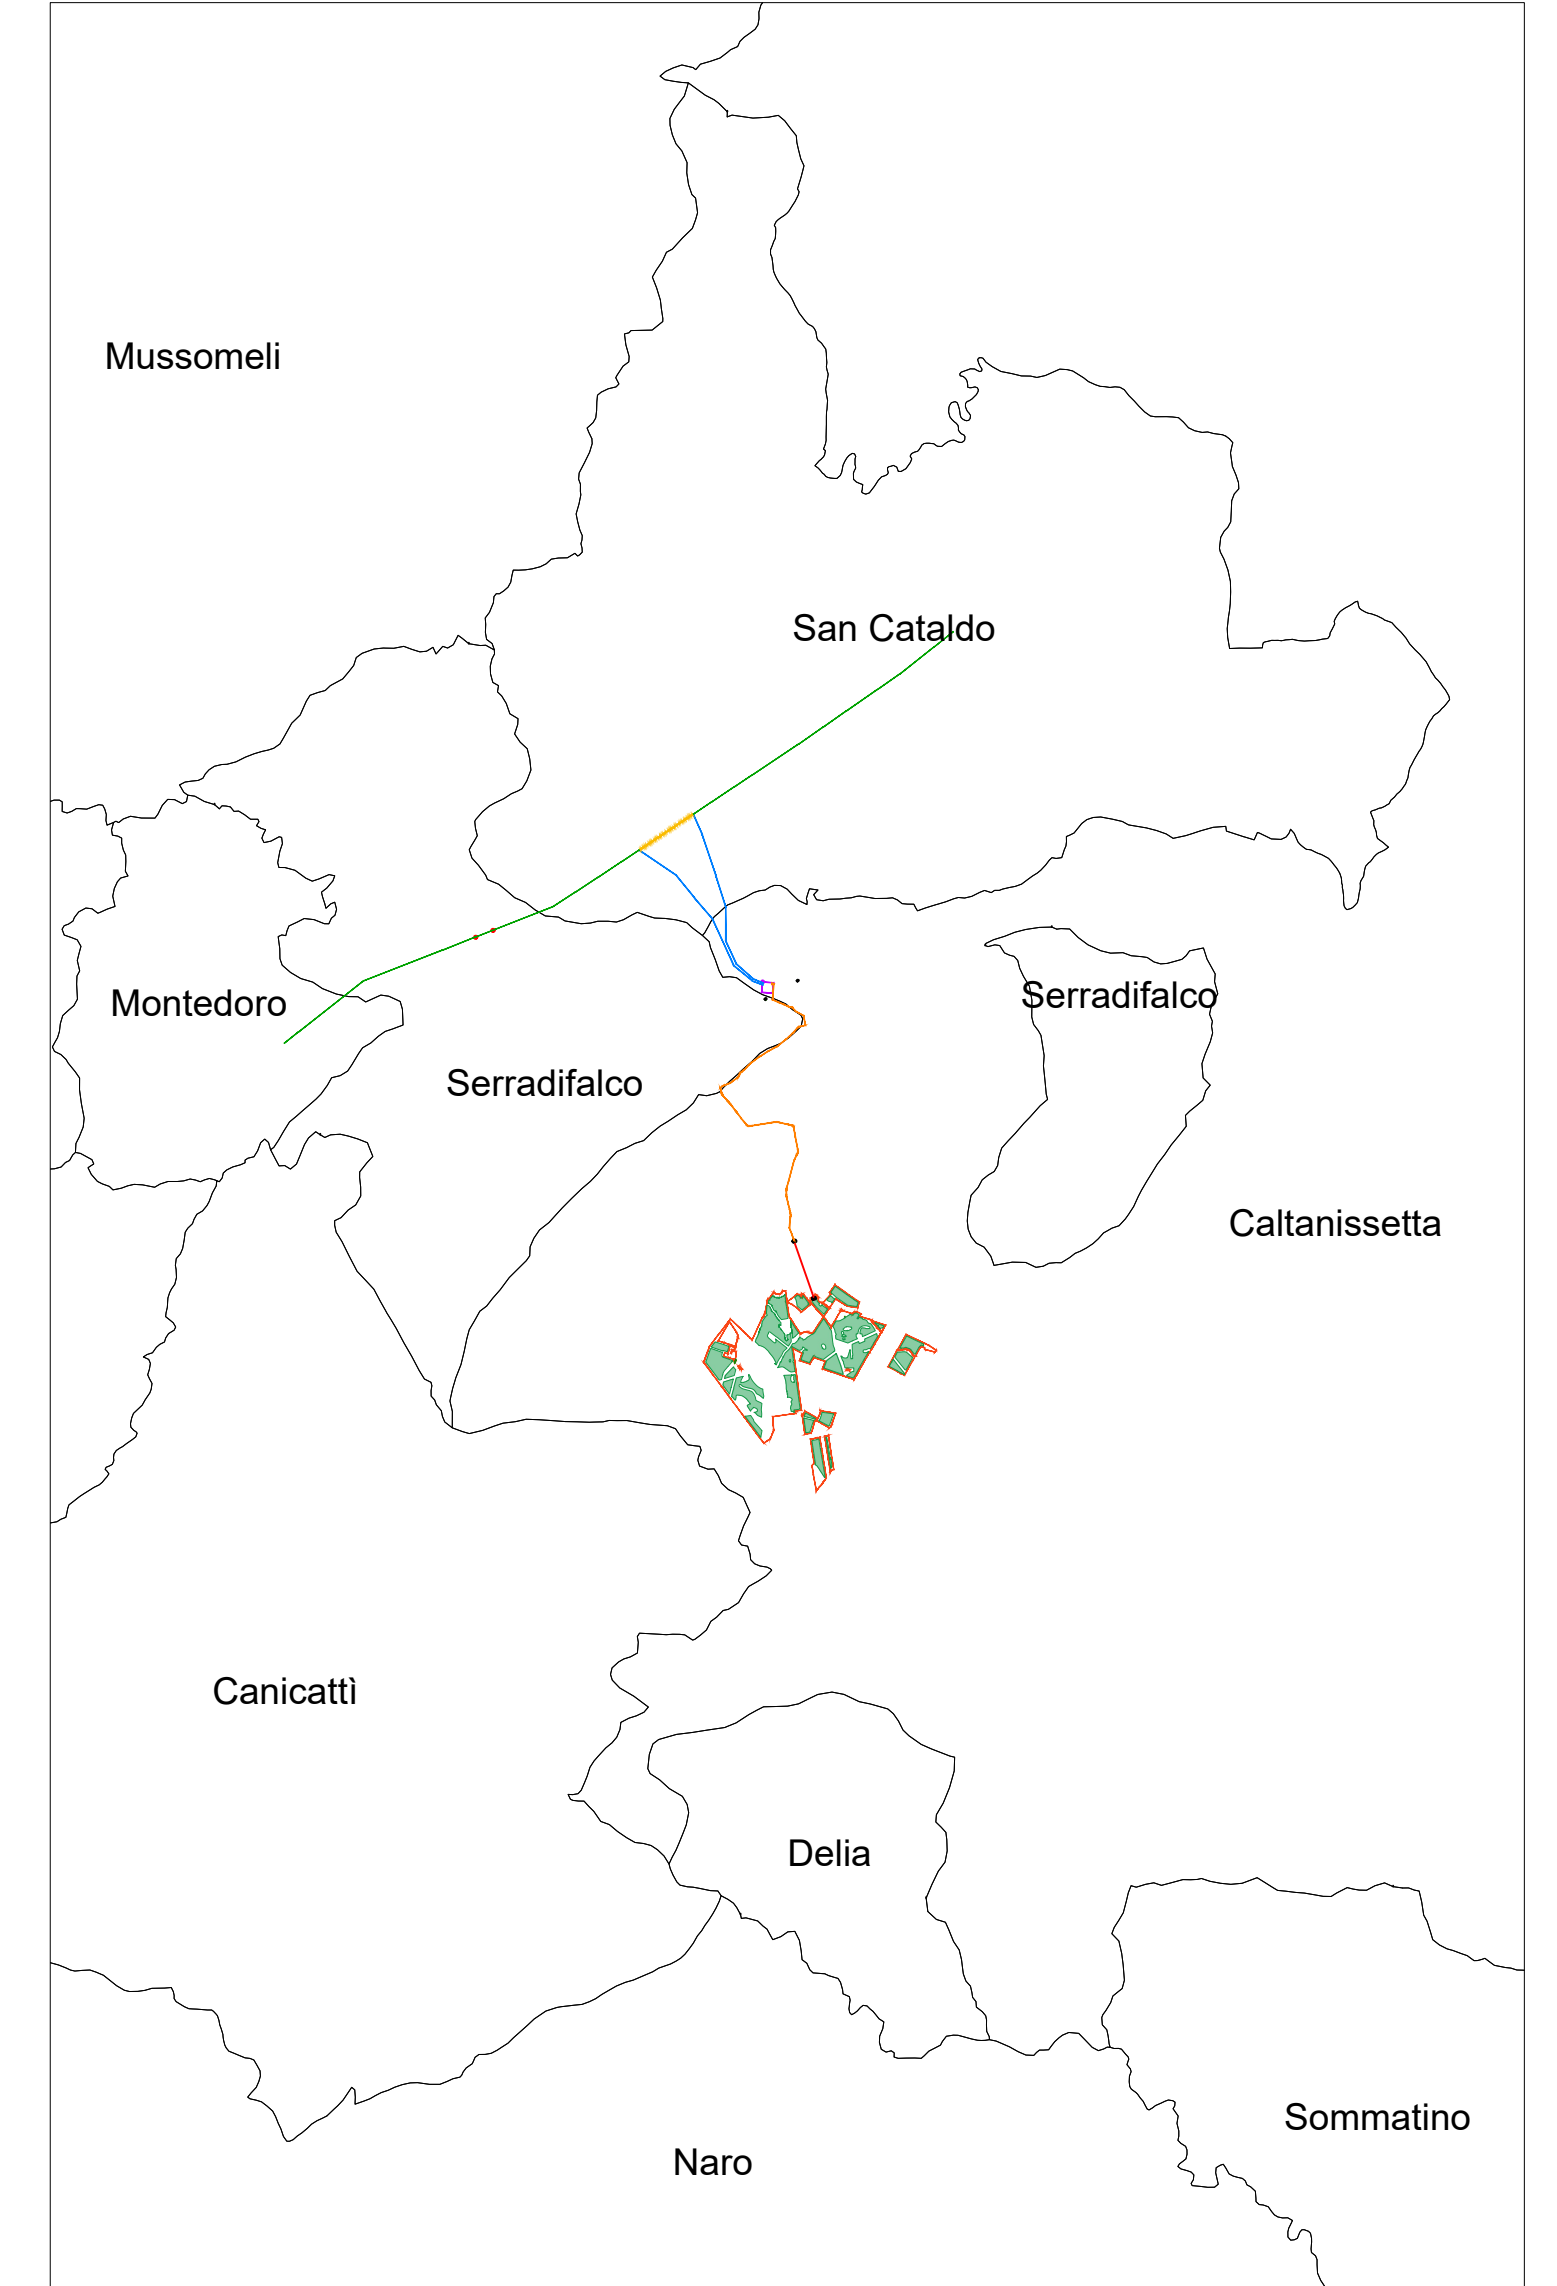 Mussomeli
San Cataldo
Serradifalco
Montedoro
Serradifalco
Caltanissetta
Canicattì
Delia
Sommatino
Naro